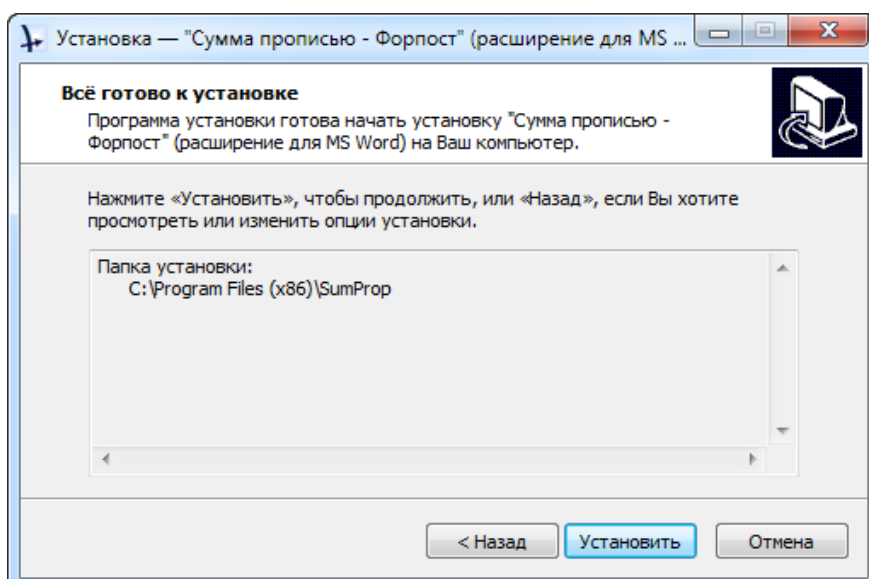 Установка — "Сумма прописью - Форпост" (расширение для MS ...
Всё готово к установке
Программа установки готова начать установку "Сумма прописью -
Форпост" (расширение для MS Word) на Ваш компьютер.
Нажмите «Установить», чтобы продолжить, или «Назад», если Вы хотите
просмотреть или изменить опции установки.
Папка установки:
C:\Program Files (x86)\SumProp
< Назад
Установить
Отмена